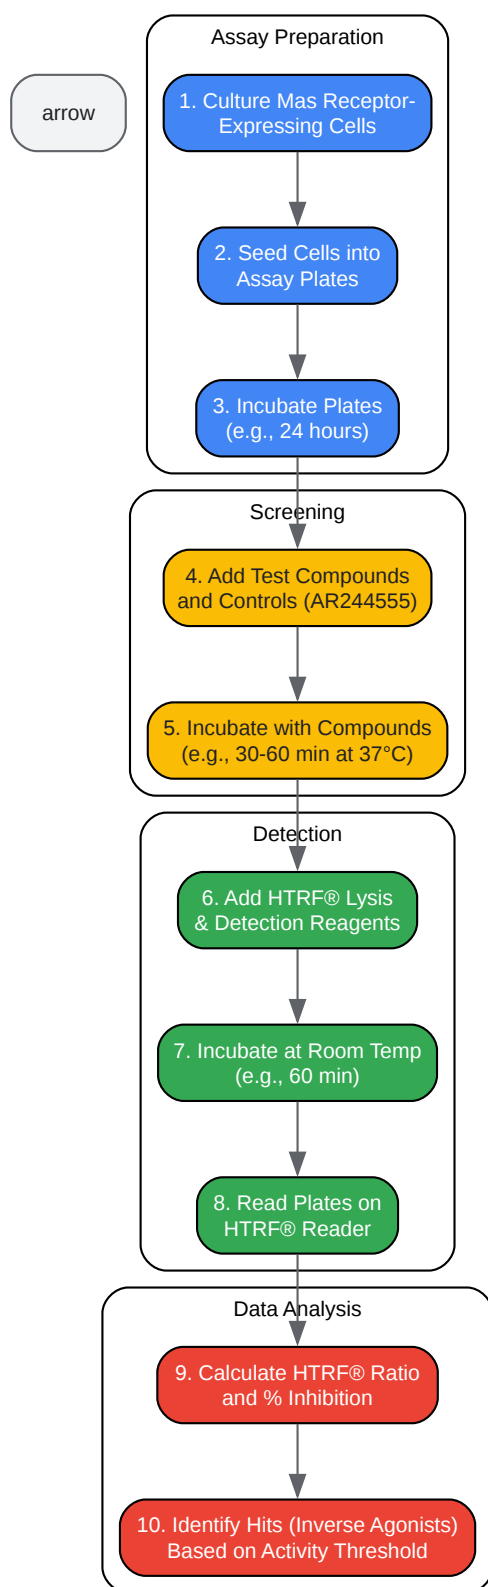 Assay Preparation
arrow
1. Culture Mas Receptor-
Expressing Cells
2. Seed Cells into
Assay Plates
3. Incubate Plates
(e.g., 24 hours)
Screening
4. Add Test Compounds
and Controls (AR244555)
5. Incubate with Compounds
(e.g., 30-60 min at 37°C)
Detection
6. Add HTRF® Lysis
& Detection Reagents
7. Incubate at Room Temp
(e.g., 60 min)
8. Read Plates on
HTRF® Reader
Data Analysis
9. Calculate HTRF® Ratio
and % Inhibition
10. Identify Hits (Inverse Agonists)
Based on Activity Threshold